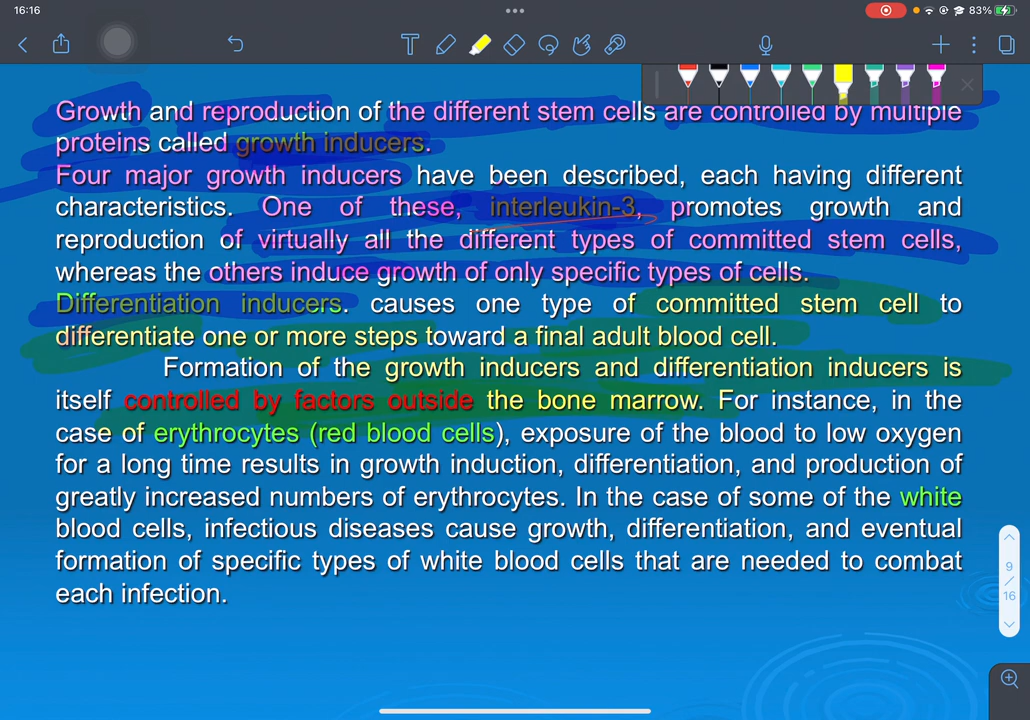 16:16
83%
Growth and reproduction of the different stem cells are controlled by multiple
proteins called growth inducers.
Four major growth inducers have been described, each having different
characteristics. One of these, interleukin-3, promotes growth and
reproduction of virtually all the different types of committed stem cells,
whereas the others induce growth of only specific types of cells.
Differentiation inducers. causes one type of committed stem cell to
differentiate one or more steps toward a final adult blood cell.
Formation of the growth inducers and differentiation inducers is
itself controlled by factors outside the bone marrow. For instance, in the
case of erythrocytes (red blood cells), exposure of the blood to low oxygen
for a long time results in growth induction, differentiation, and production of
greatly increased numbers of erythrocytes. In the case of some of the white
blood cells, infectious diseases cause growth, differentiation, and eventual
formation of specific types of white blood cells that are needed to combat
each infection.
9
/
16